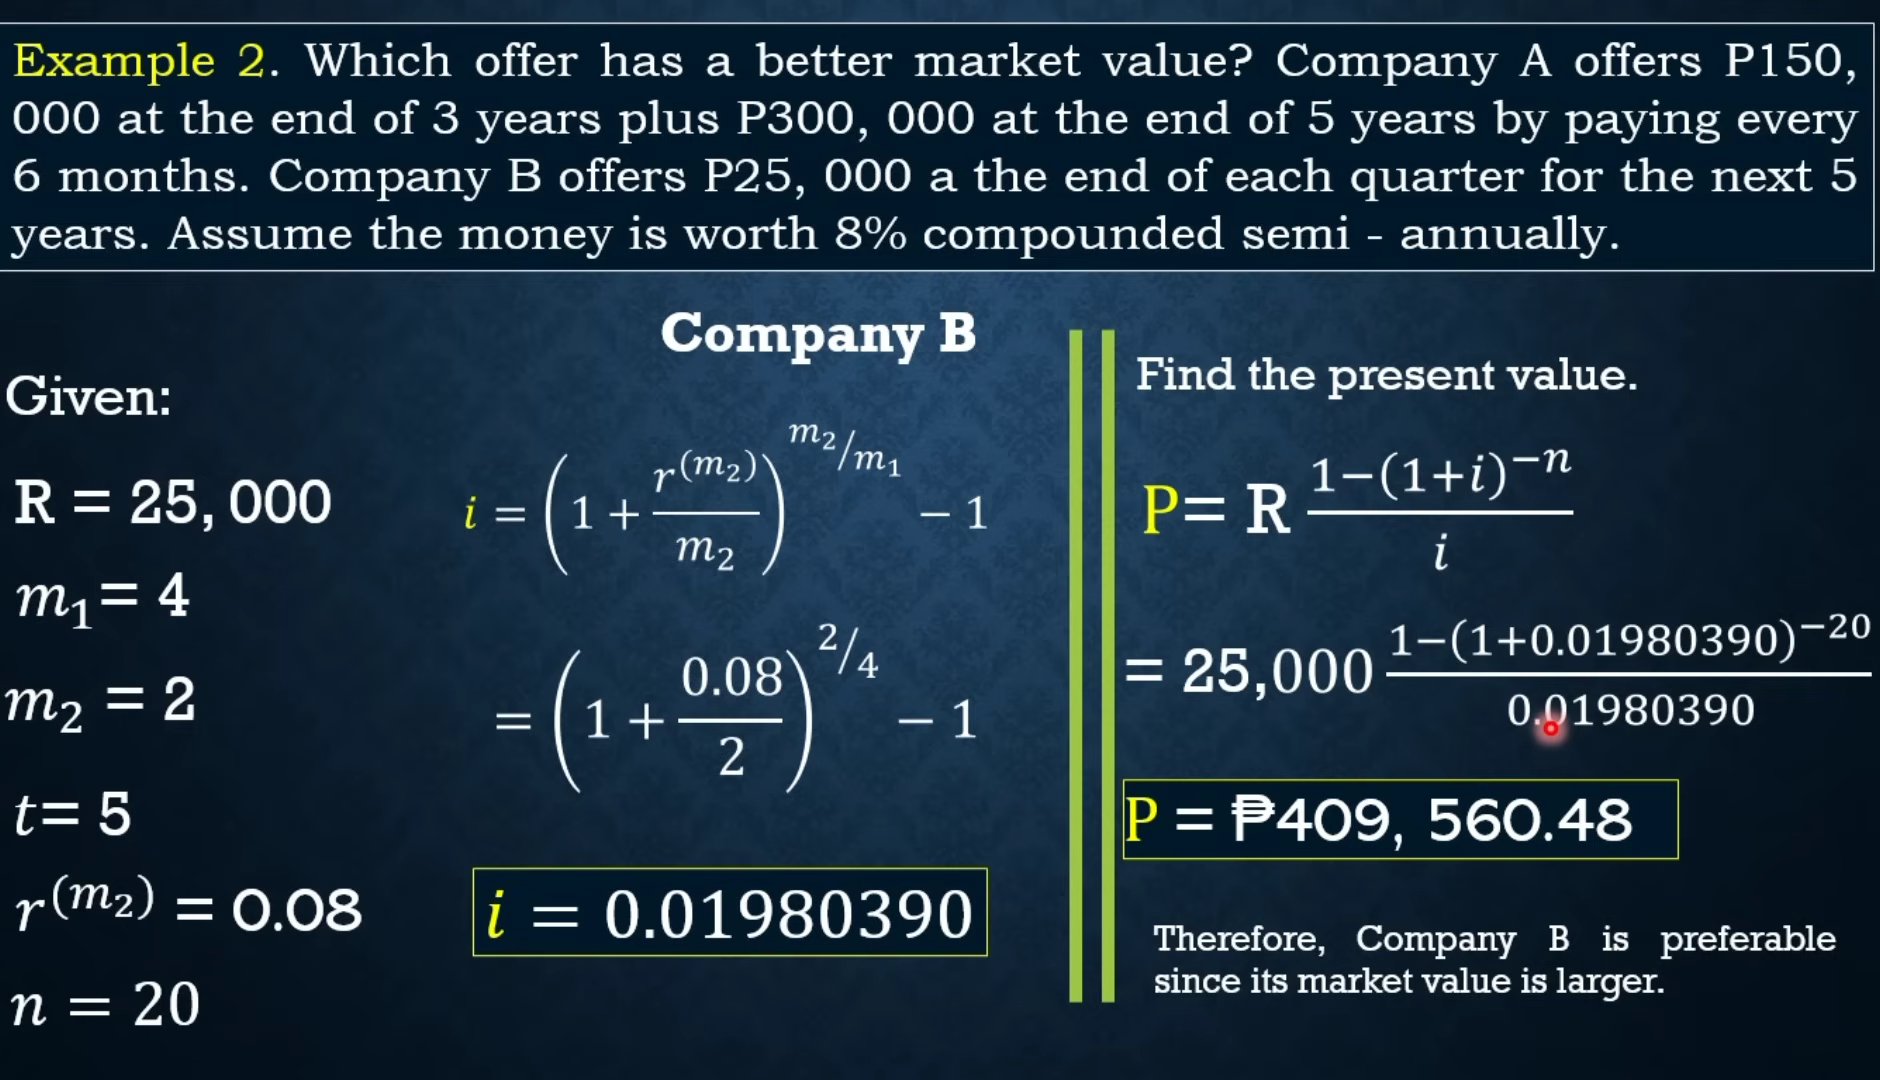 Example 2. Which offer has a better market value? Company A offers P150,
000 at the end of 3 years plus P300, 000 at the end of 5 years by paying every
6 months. Company B offers P25, 000 a the end of each quarter for the next 5
years. Assume the money is worth 8% compounded semi - annually.
Company B
Given:
R = 25, 000
m₁= 4
m₂ = 2
t= 5
r^(m₂) = 0.08
n = 20
i = (1 + r^(m₂)/m₂)^(m₂/m₁) − 1
= (1 + 0.08/2)^(2/4) − 1
i = 0.01980390
Find the present value.
P= R (1−(1+i)^−n)/i
= 25,000 (1−(1+0.01980390)^−20)/0.01980390
P = ₱409, 560.48
Therefore, Company B is preferable
since its market value is larger.